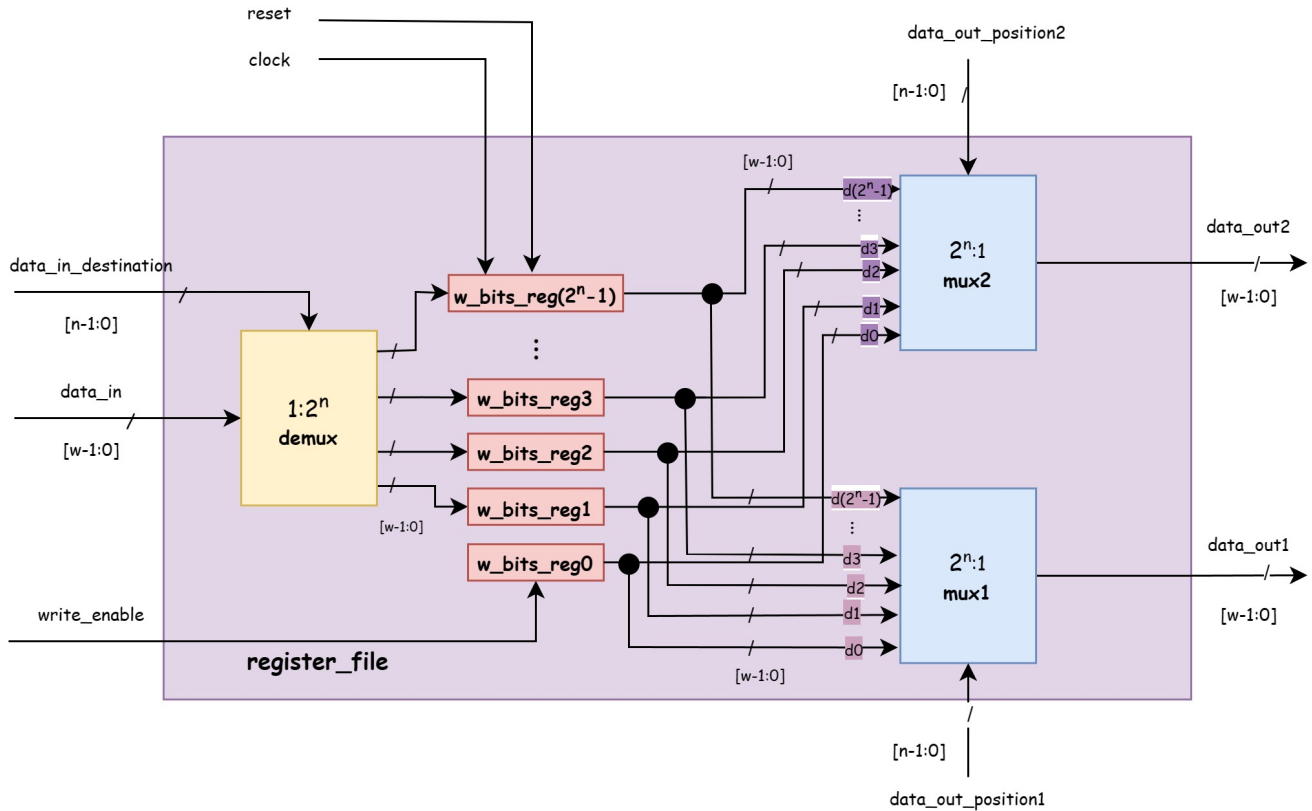 reset
clock
data_out_position2
[n-1:0]
[w-1:0]
d(2ⁿ-1)
...
d3
d2
d1
d0
2ⁿ:1
mux2
data_out2
[w-1:0]
data_in_destination
[n-1:0]
data_in
[w-1:0]
1:2ⁿ
demux
[w-1:0]
w_bits_reg(2ⁿ-1)
...
w_bits_reg3
w_bits_reg2
w_bits_reg1
w_bits_reg0
write_enable
register_file
d(2ⁿ-1)
...
d3
d2
d1
d0
[w-1:0]
2ⁿ:1
mux1
data_out1
[w-1:0]
[n-1:0]
data_out_position1